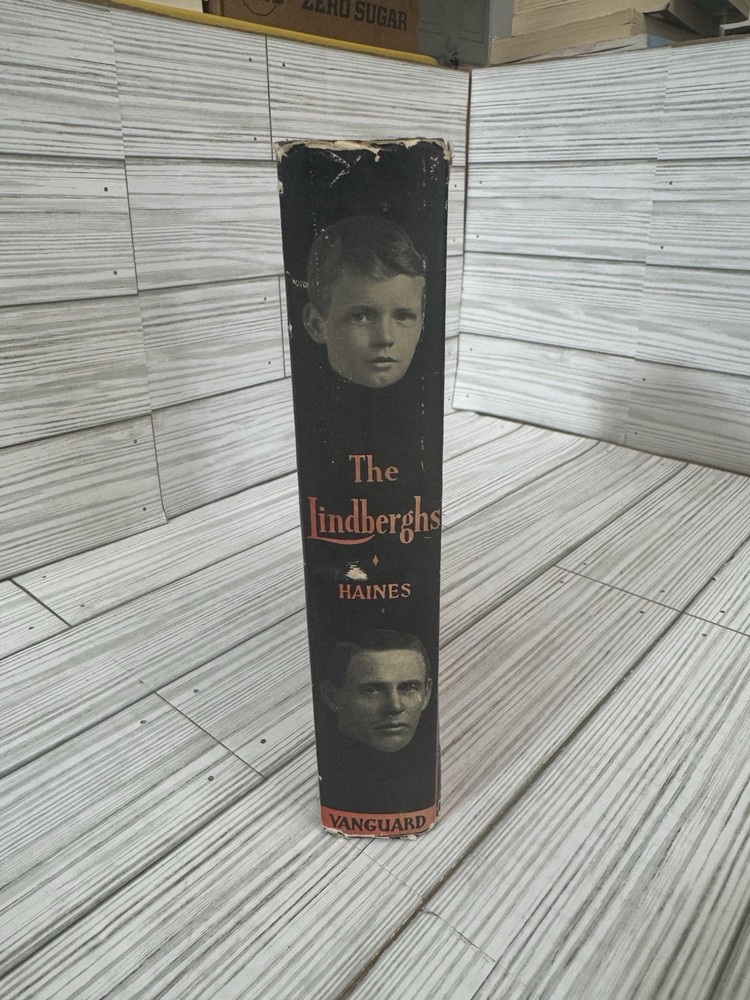 ZERO SUGAR
The
Lindberghs
HAINES
VANGUARD